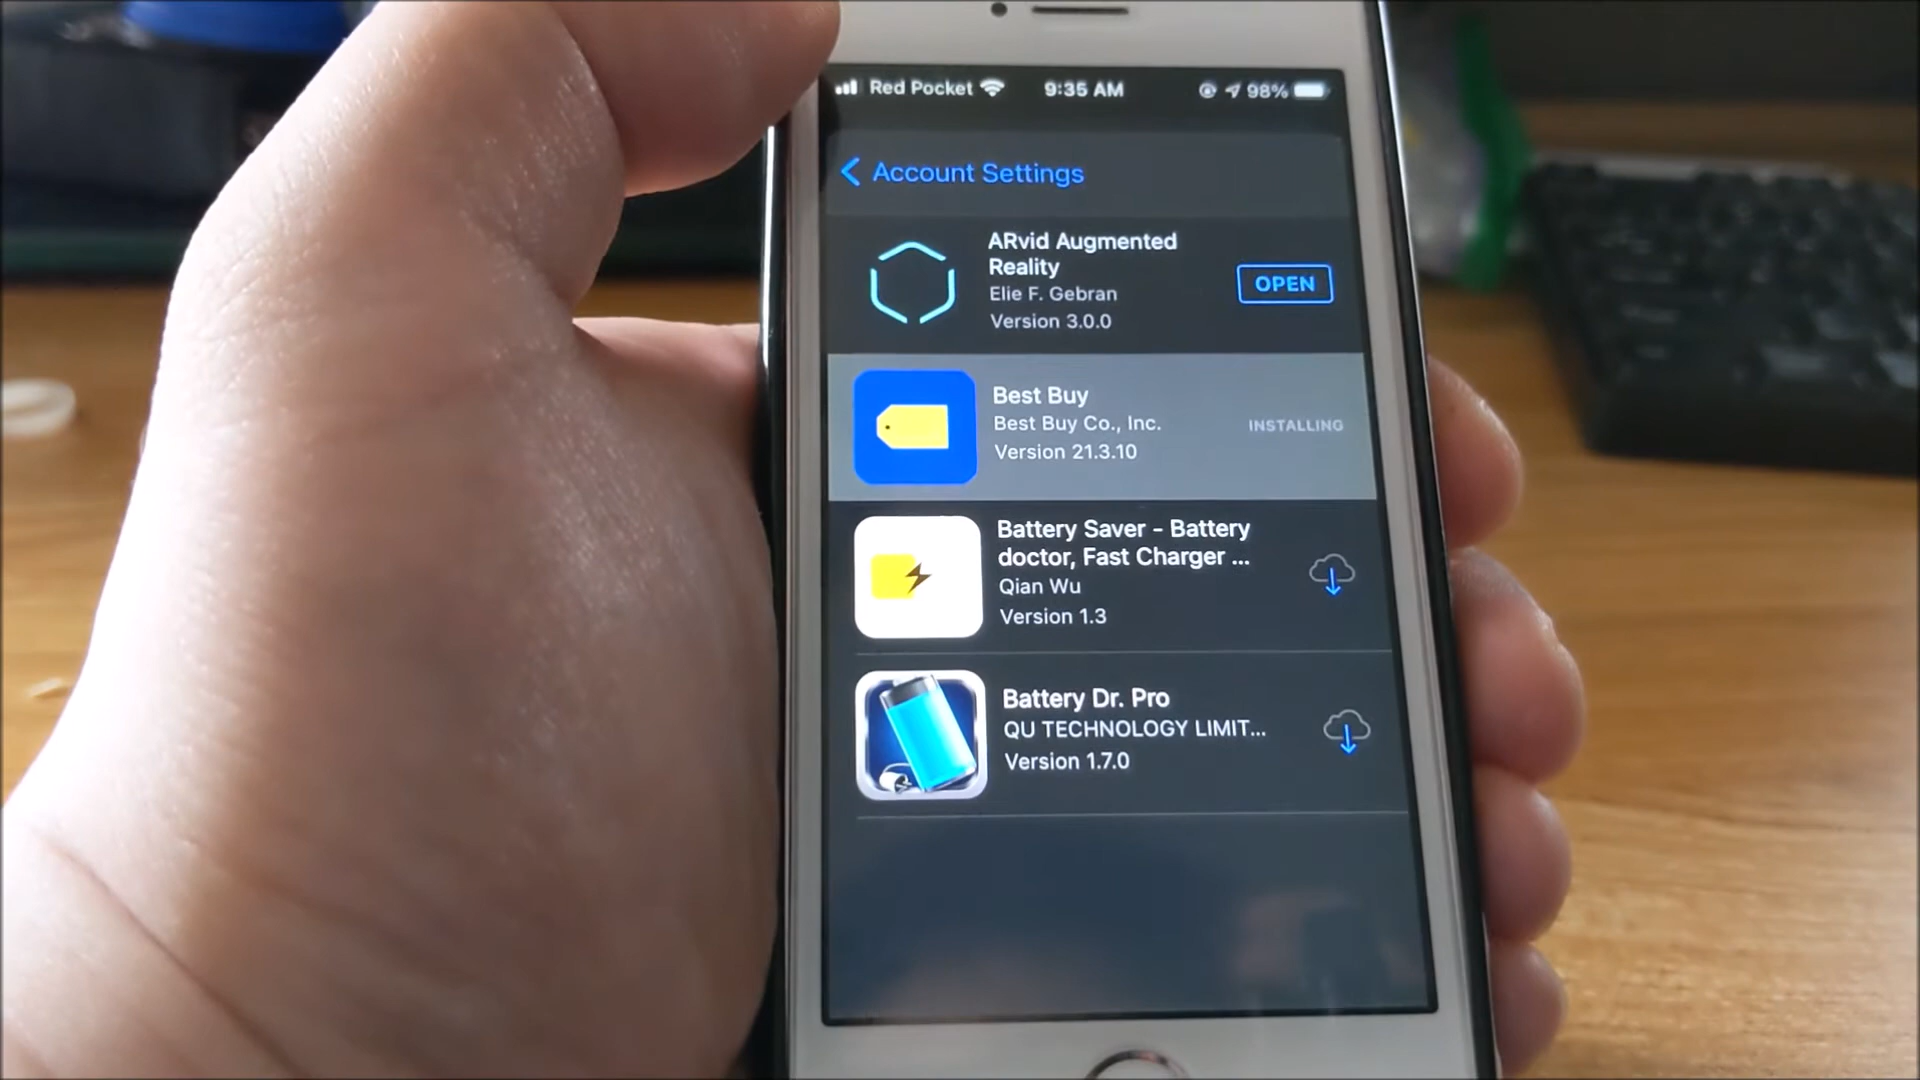 Red Pocket 9:35 AM 98%
Account Settings
ARvid Augmented
Reality
Elie F. Gebran
Version 3.0.0
OPEN
Best Buy
Best Buy Co., Inc.
Version 21.3.10
INSTALLING
Battery Saver - Battery
doctor, Fast Charger ...
Qian Wu
Version 1.3
Battery Dr. Pro
QU TECHNOLOGY LIMIT...
Version 1.7.0